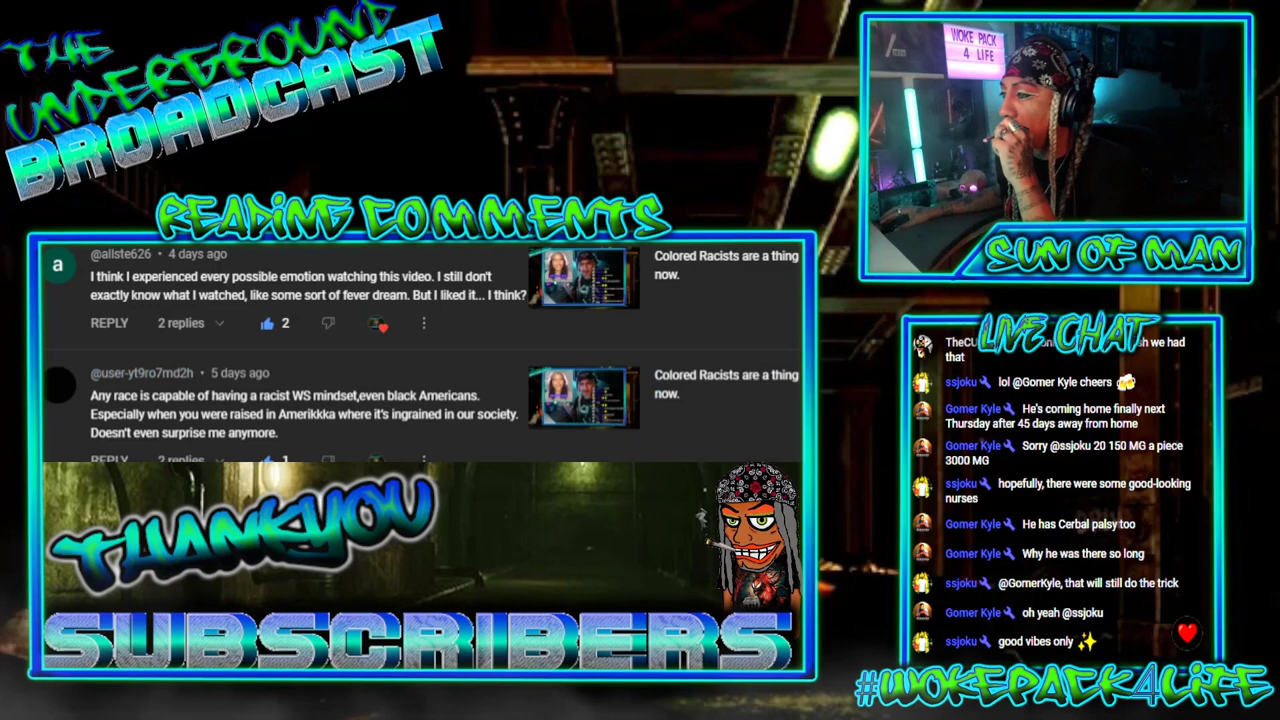 THE
UNDERGROUND
BROADCAST
WOKE PACK
4 LIFE
SUN OF MAN
READING COMMENTS
a
@allste626 • 4 days ago
I think I experienced every possible emotion watching this video. I still don't
exactly know what I watched, like some sort of fever dream. But I liked it... I think?
REPLY 2 replies 2
Colored Racists are a thing
now.
@user-yt9ro7md2h • 5 days ago
Any race is capable of having a racist WS mindset,even black Americans.
Especially when you were raised in Amerikkka where it's ingrained in our society.
Doesn't even surprise me anymore.
REPLY 2 replies 1
Colored Racists are a thing
now.
THANKYOU
SUBSCRIBERS
LIVE CHAT
we had
that
ssjoku lol @Gomer Kyle cheers 🍻
Gomer Kyle He's coming home finally next
Thursday after 45 days away from home
Gomer Kyle Sorry @ssjoku 20 150 MG a piece
3000 MG
ssjoku hopefully, there were some good-looking
nurses
Gomer Kyle He has Cerbal palsy too
Gomer Kyle Why he was there so long
ssjoku @GomerKyle, that will still do the trick
Gomer Kyle oh yeah @ssjoku
ssjoku good vibes only ✨
#WOKEPACK4LIFE